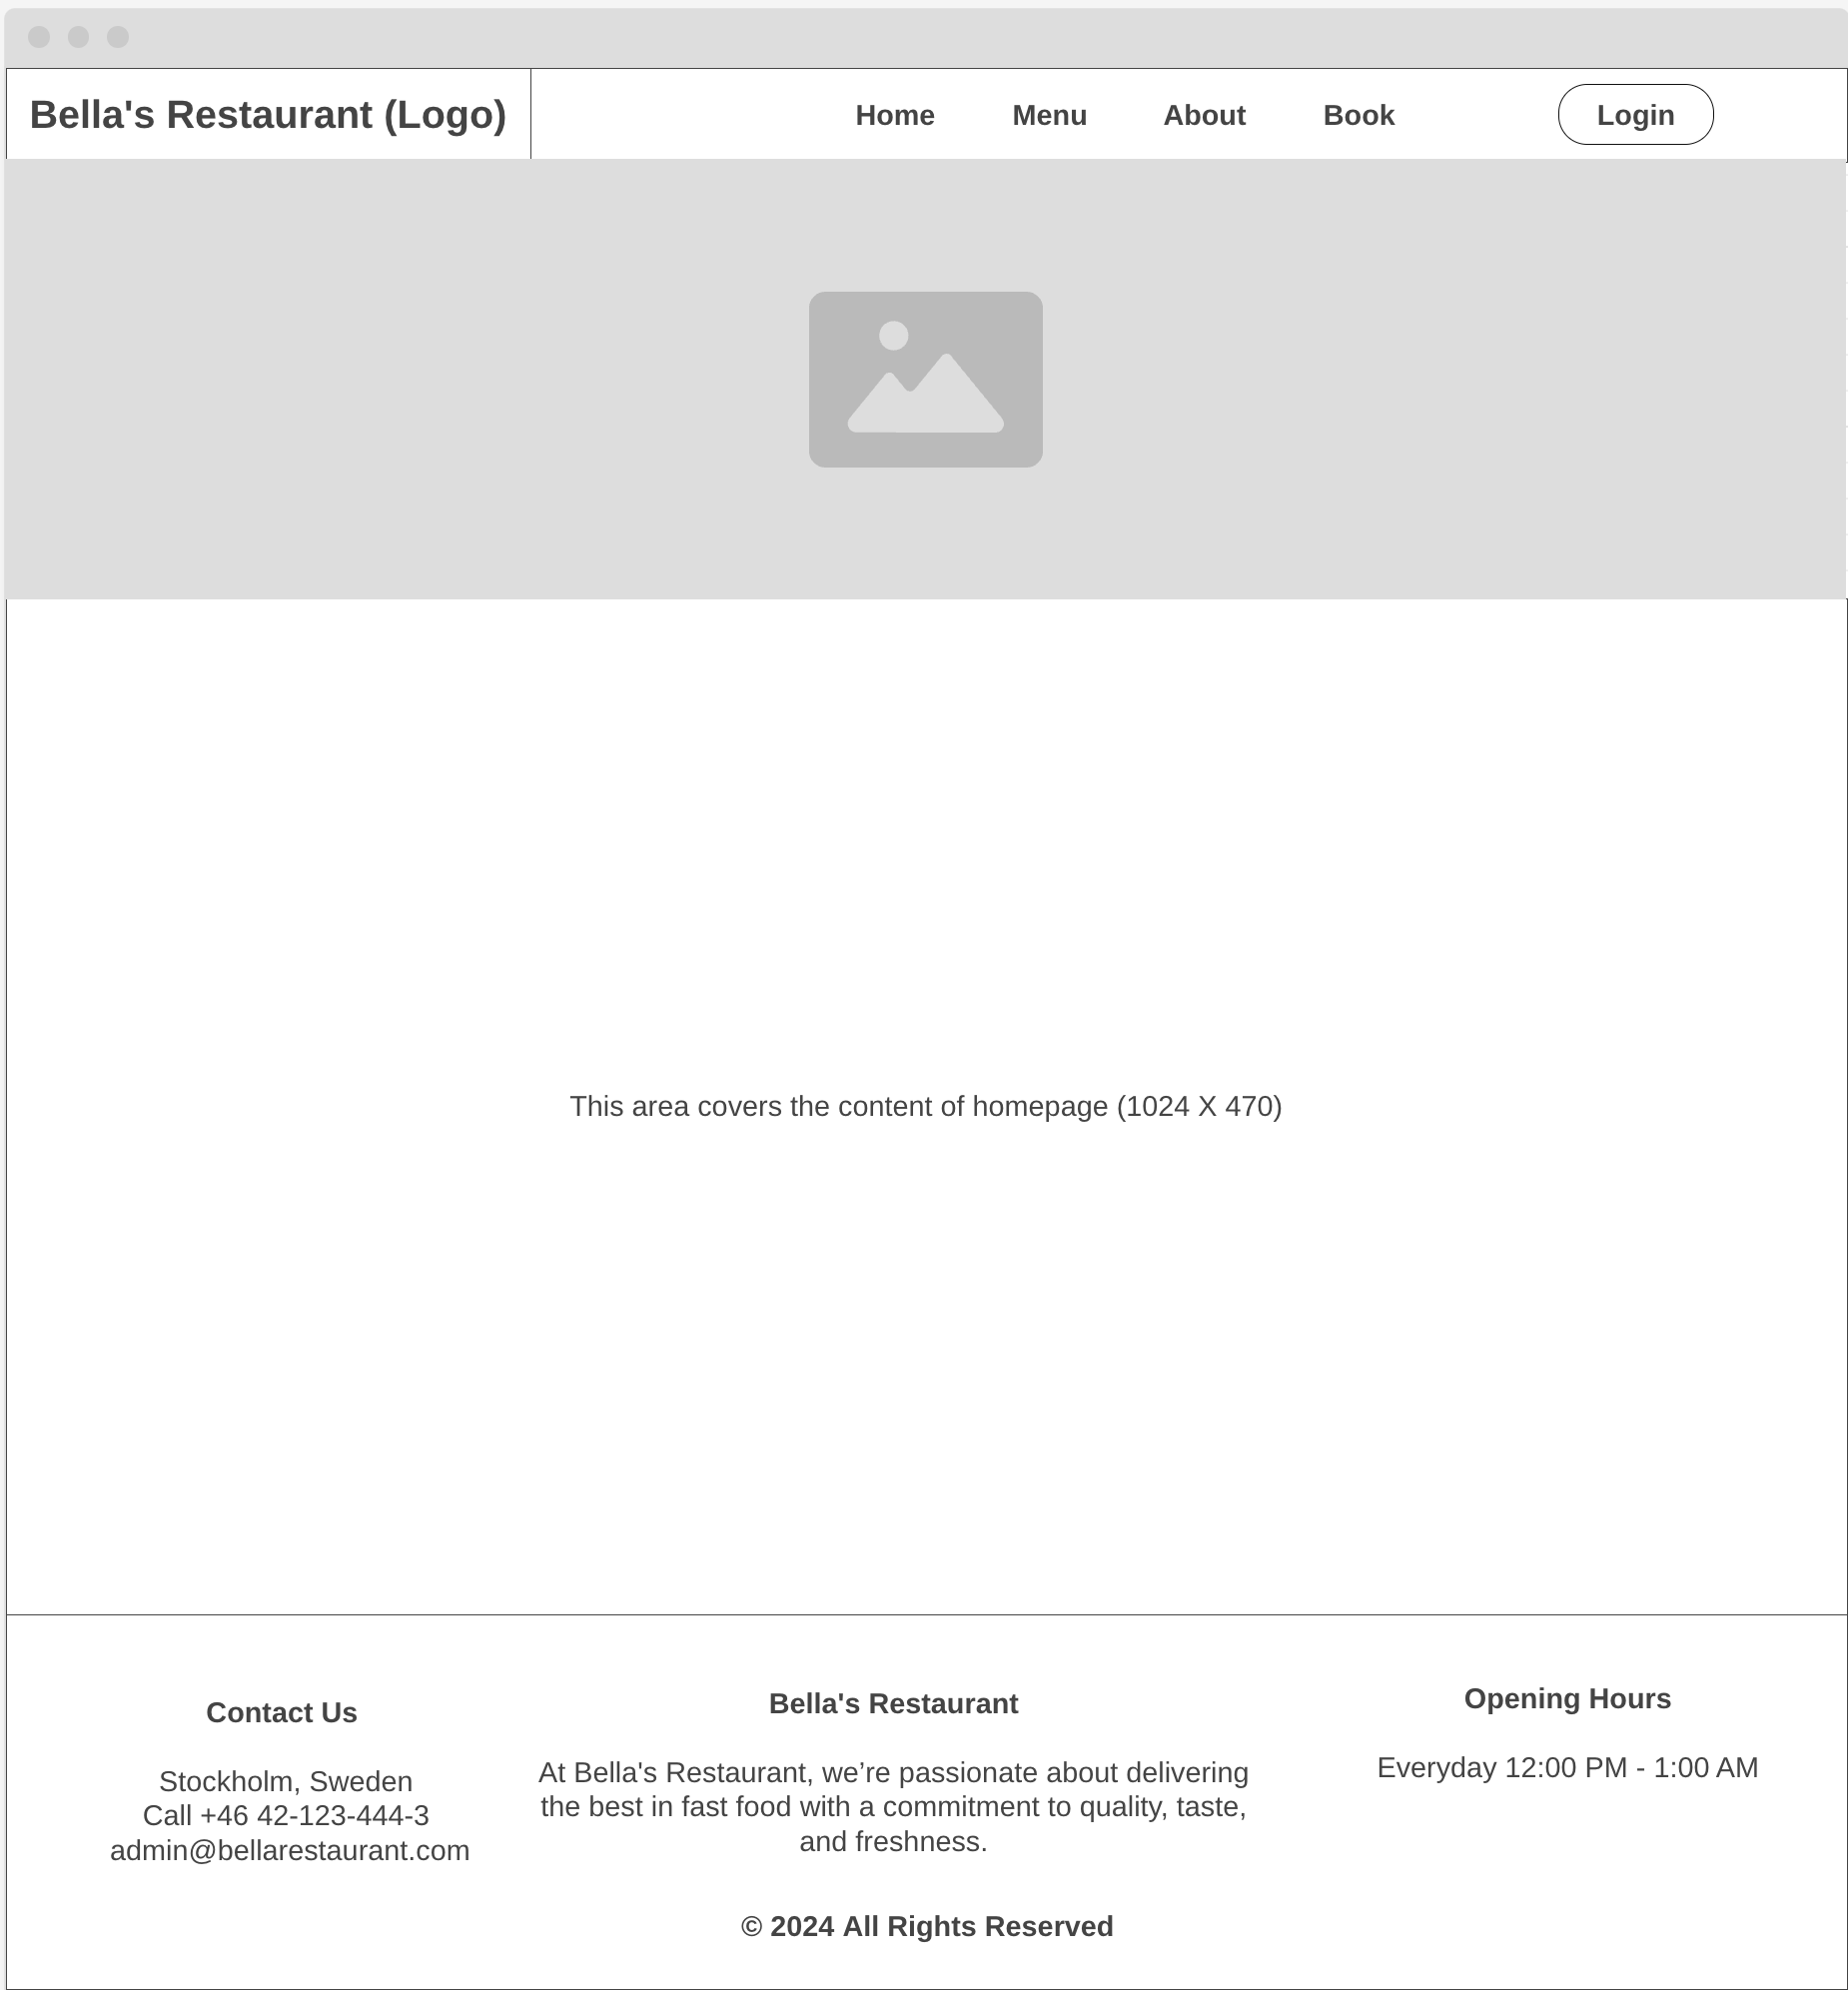 Bella's Restaurant (Logo)
Home
Menu
About
Book
Login
This area covers the content of homepage (1024 X 470)
Contact Us
Stockholm, Sweden
Call +46 42-123-444-3
admin@bellarestaurant.com
Bella's Restaurant
At Bella's Restaurant, we’re passionate about delivering
the best in fast food with a commitment to quality, taste,
and freshness.
Opening Hours
Everyday 12:00 PM - 1:00 AM
© 2024 All Rights Reserved